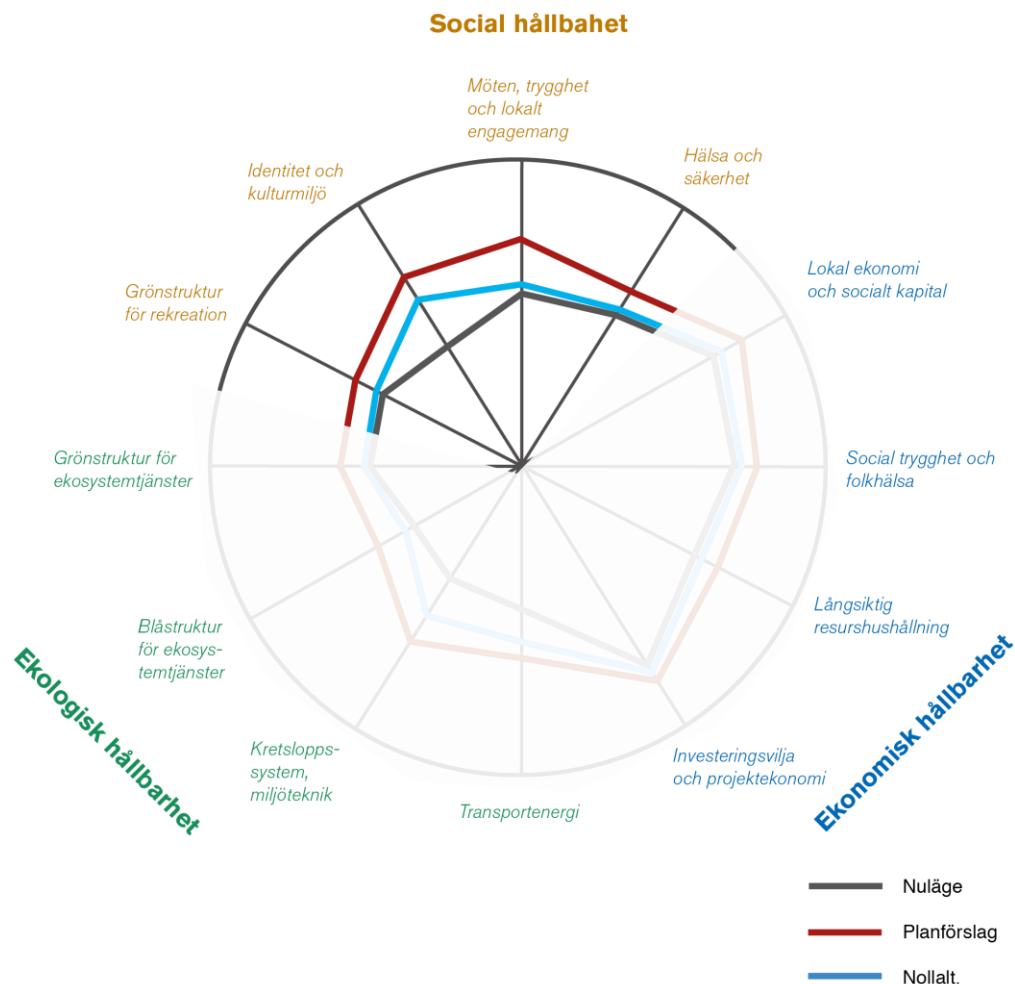 Social hållbahet
Möten, trygghet
och lokalt
engagemang
Hälsa och
säkerhet
Identitet och
kulturmiljö
Lokal ekonomi
och socialt kapital
Grönstruktur
för rekreation
Grönstruktur för
ekosystemtjänster
Social trygghet och
folkhälsa
Långsiktig
resurshushållning
Blåstruktur
för ekosys-
temtjänster
Ekologisk hållbarhet
Ekonomisk hållbarhet
Kretslopps-
system,
miljöteknik
Investeringsvilja
och projektekonomi
Transportenergi
Nuläge
Planförslag
Nollalt.